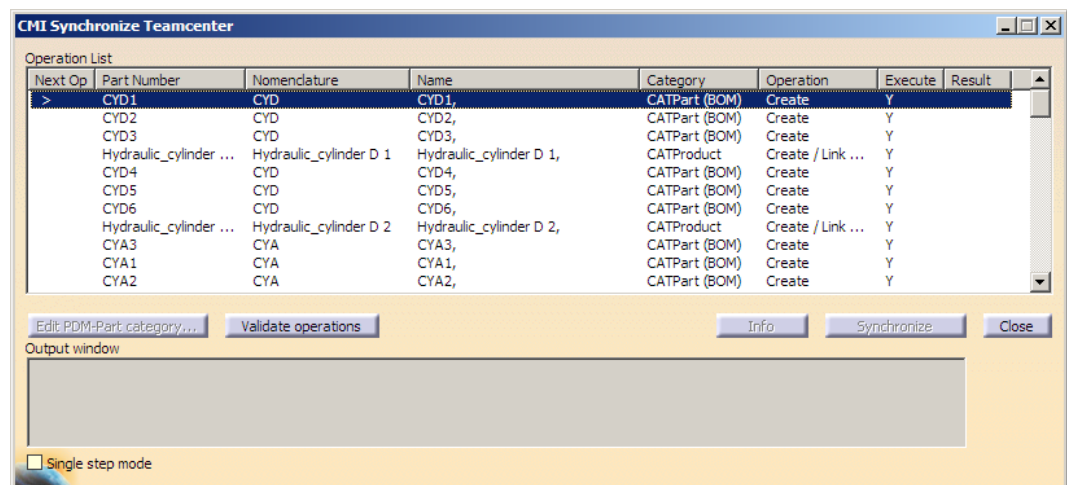 CMI Synchronize Teamcenter
Operation List
Next Op Part Number Nomenclature Name Category Operation Execute Result
> CYD1 CYD CYD1, CATPart (BOM) Create Y
CYD2 CYD CYD2, CATPart (BOM) Create Y
CYD3 CYD CYD3, CATPart (BOM) Create Y
Hydraulic_cylinder ... Hydraulic_cylinder D 1 Hydraulic_cylinder D 1, CATProduct Create / Link ... Y
CYD4 CYD CYD4, CATPart (BOM) Create Y
CYD5 CYD CYD5, CATPart (BOM) Create Y
CYD6 CYD CYD6, CATPart (BOM) Create Y
Hydraulic_cylinder ... Hydraulic_cylinder D 2 Hydraulic_cylinder D 2, CATProduct Create / Link ... Y
CYA3 CYA CYA3, CATPart (BOM) Create Y
CYA1 CYA CYA1, CATPart (BOM) Create Y
CYA2 CYA CYA2, CATPart (BOM) Create Y
Edit PDM-Part category... Validate operations Info Synchronize Close
Output window
Single step mode